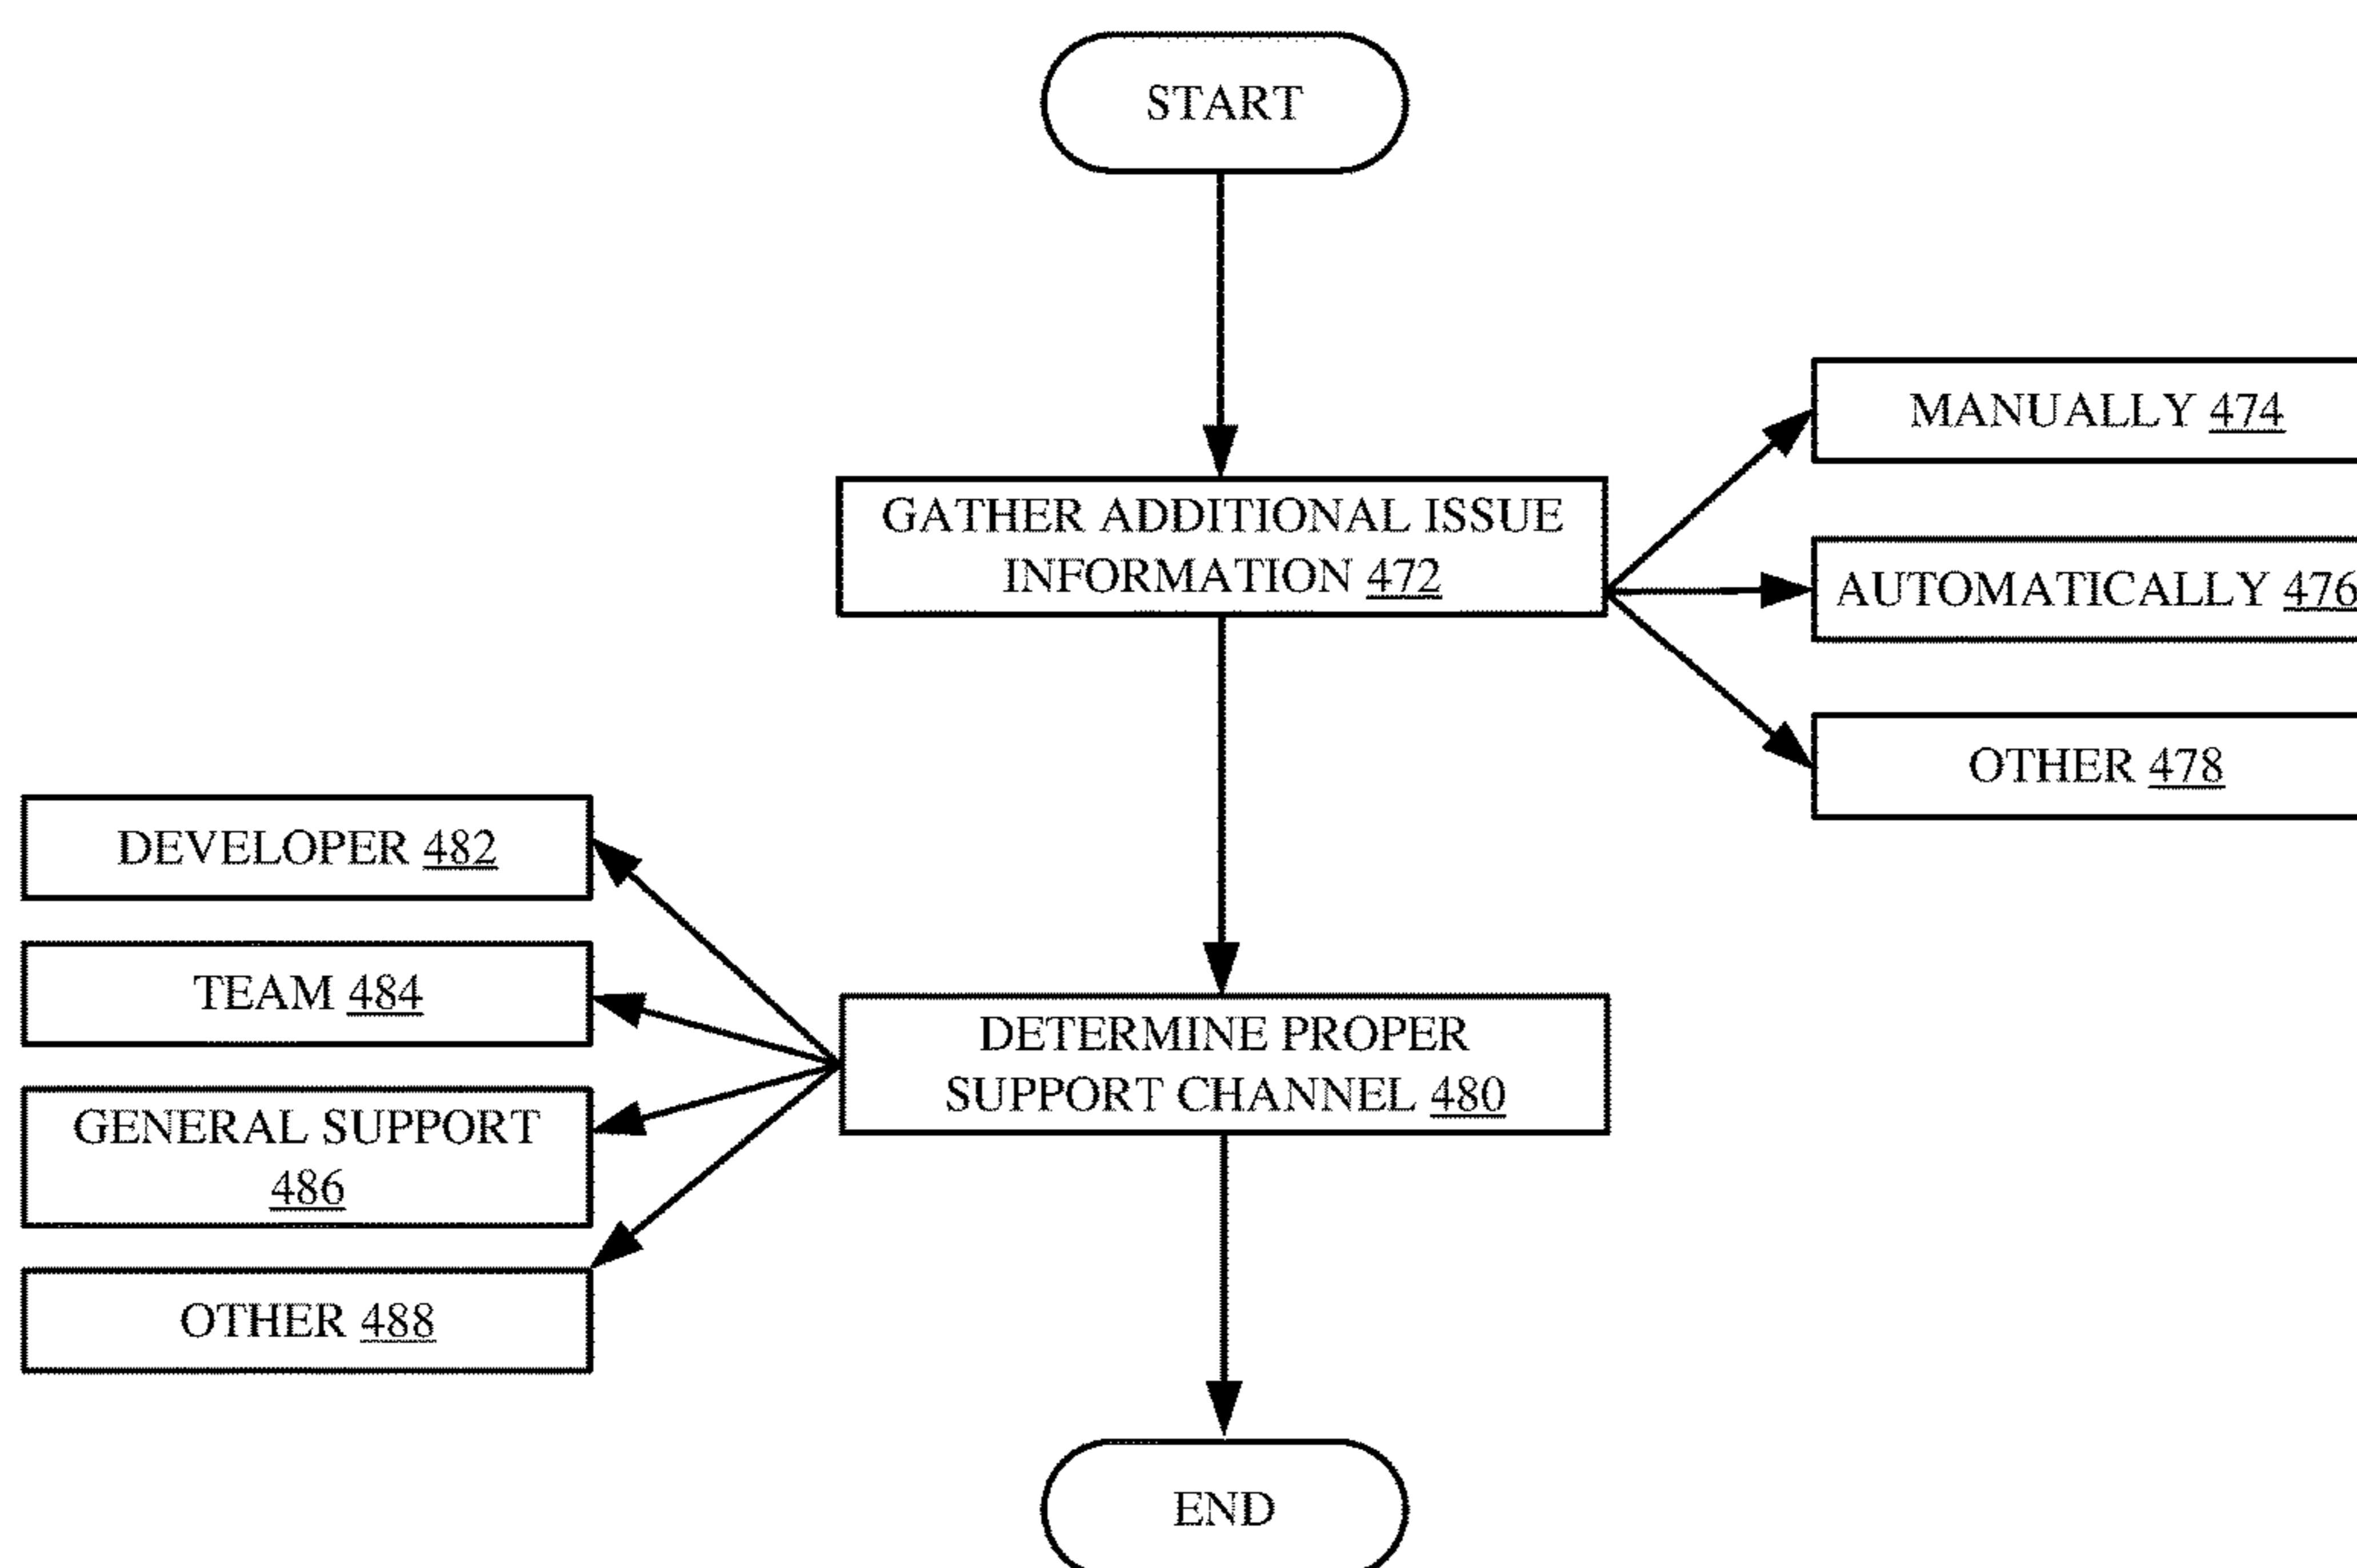 START
GATHER ADDITIONAL ISSUE
INFORMATION 472
MANUALLY 474
AUTOMATICALLY 476
OTHER 478
DETERMINE PROPER
SUPPORT CHANNEL 480
DEVELOPER 482
TEAM 484
GENERAL SUPPORT
486
OTHER 488
END